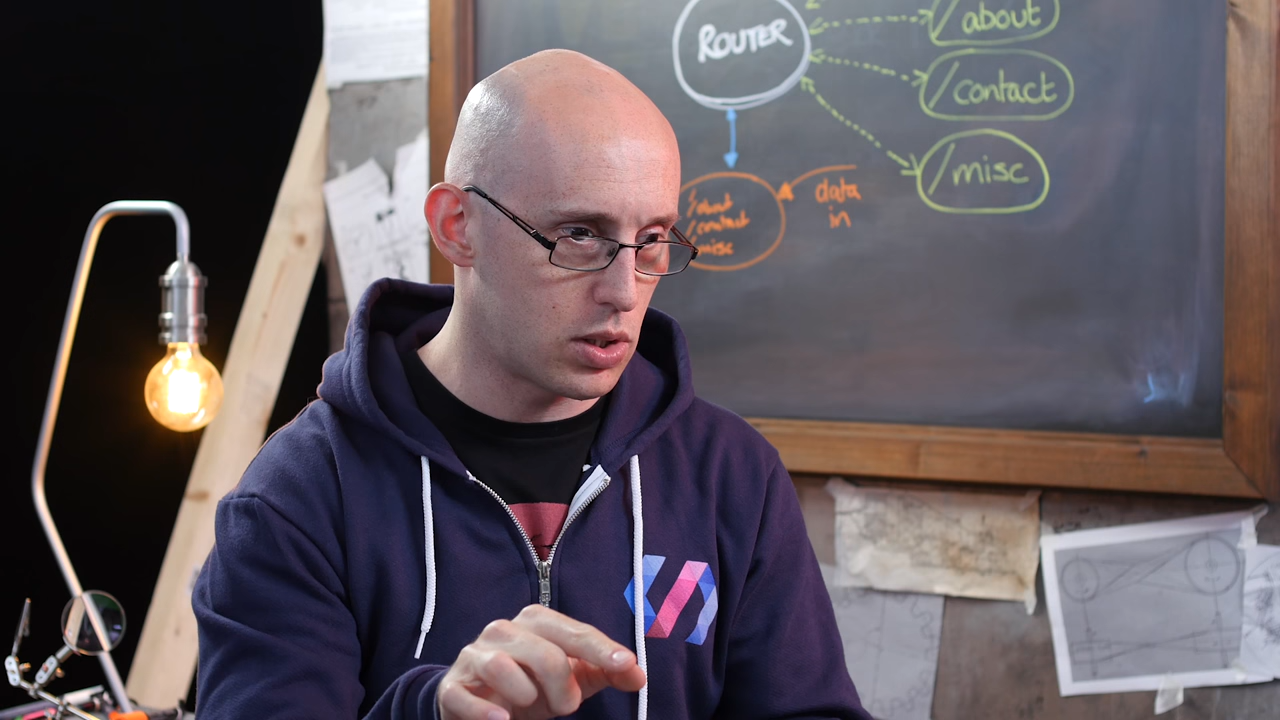 ROUTER
/about
/contact
/misc
data
in
/about
/contact
/misc